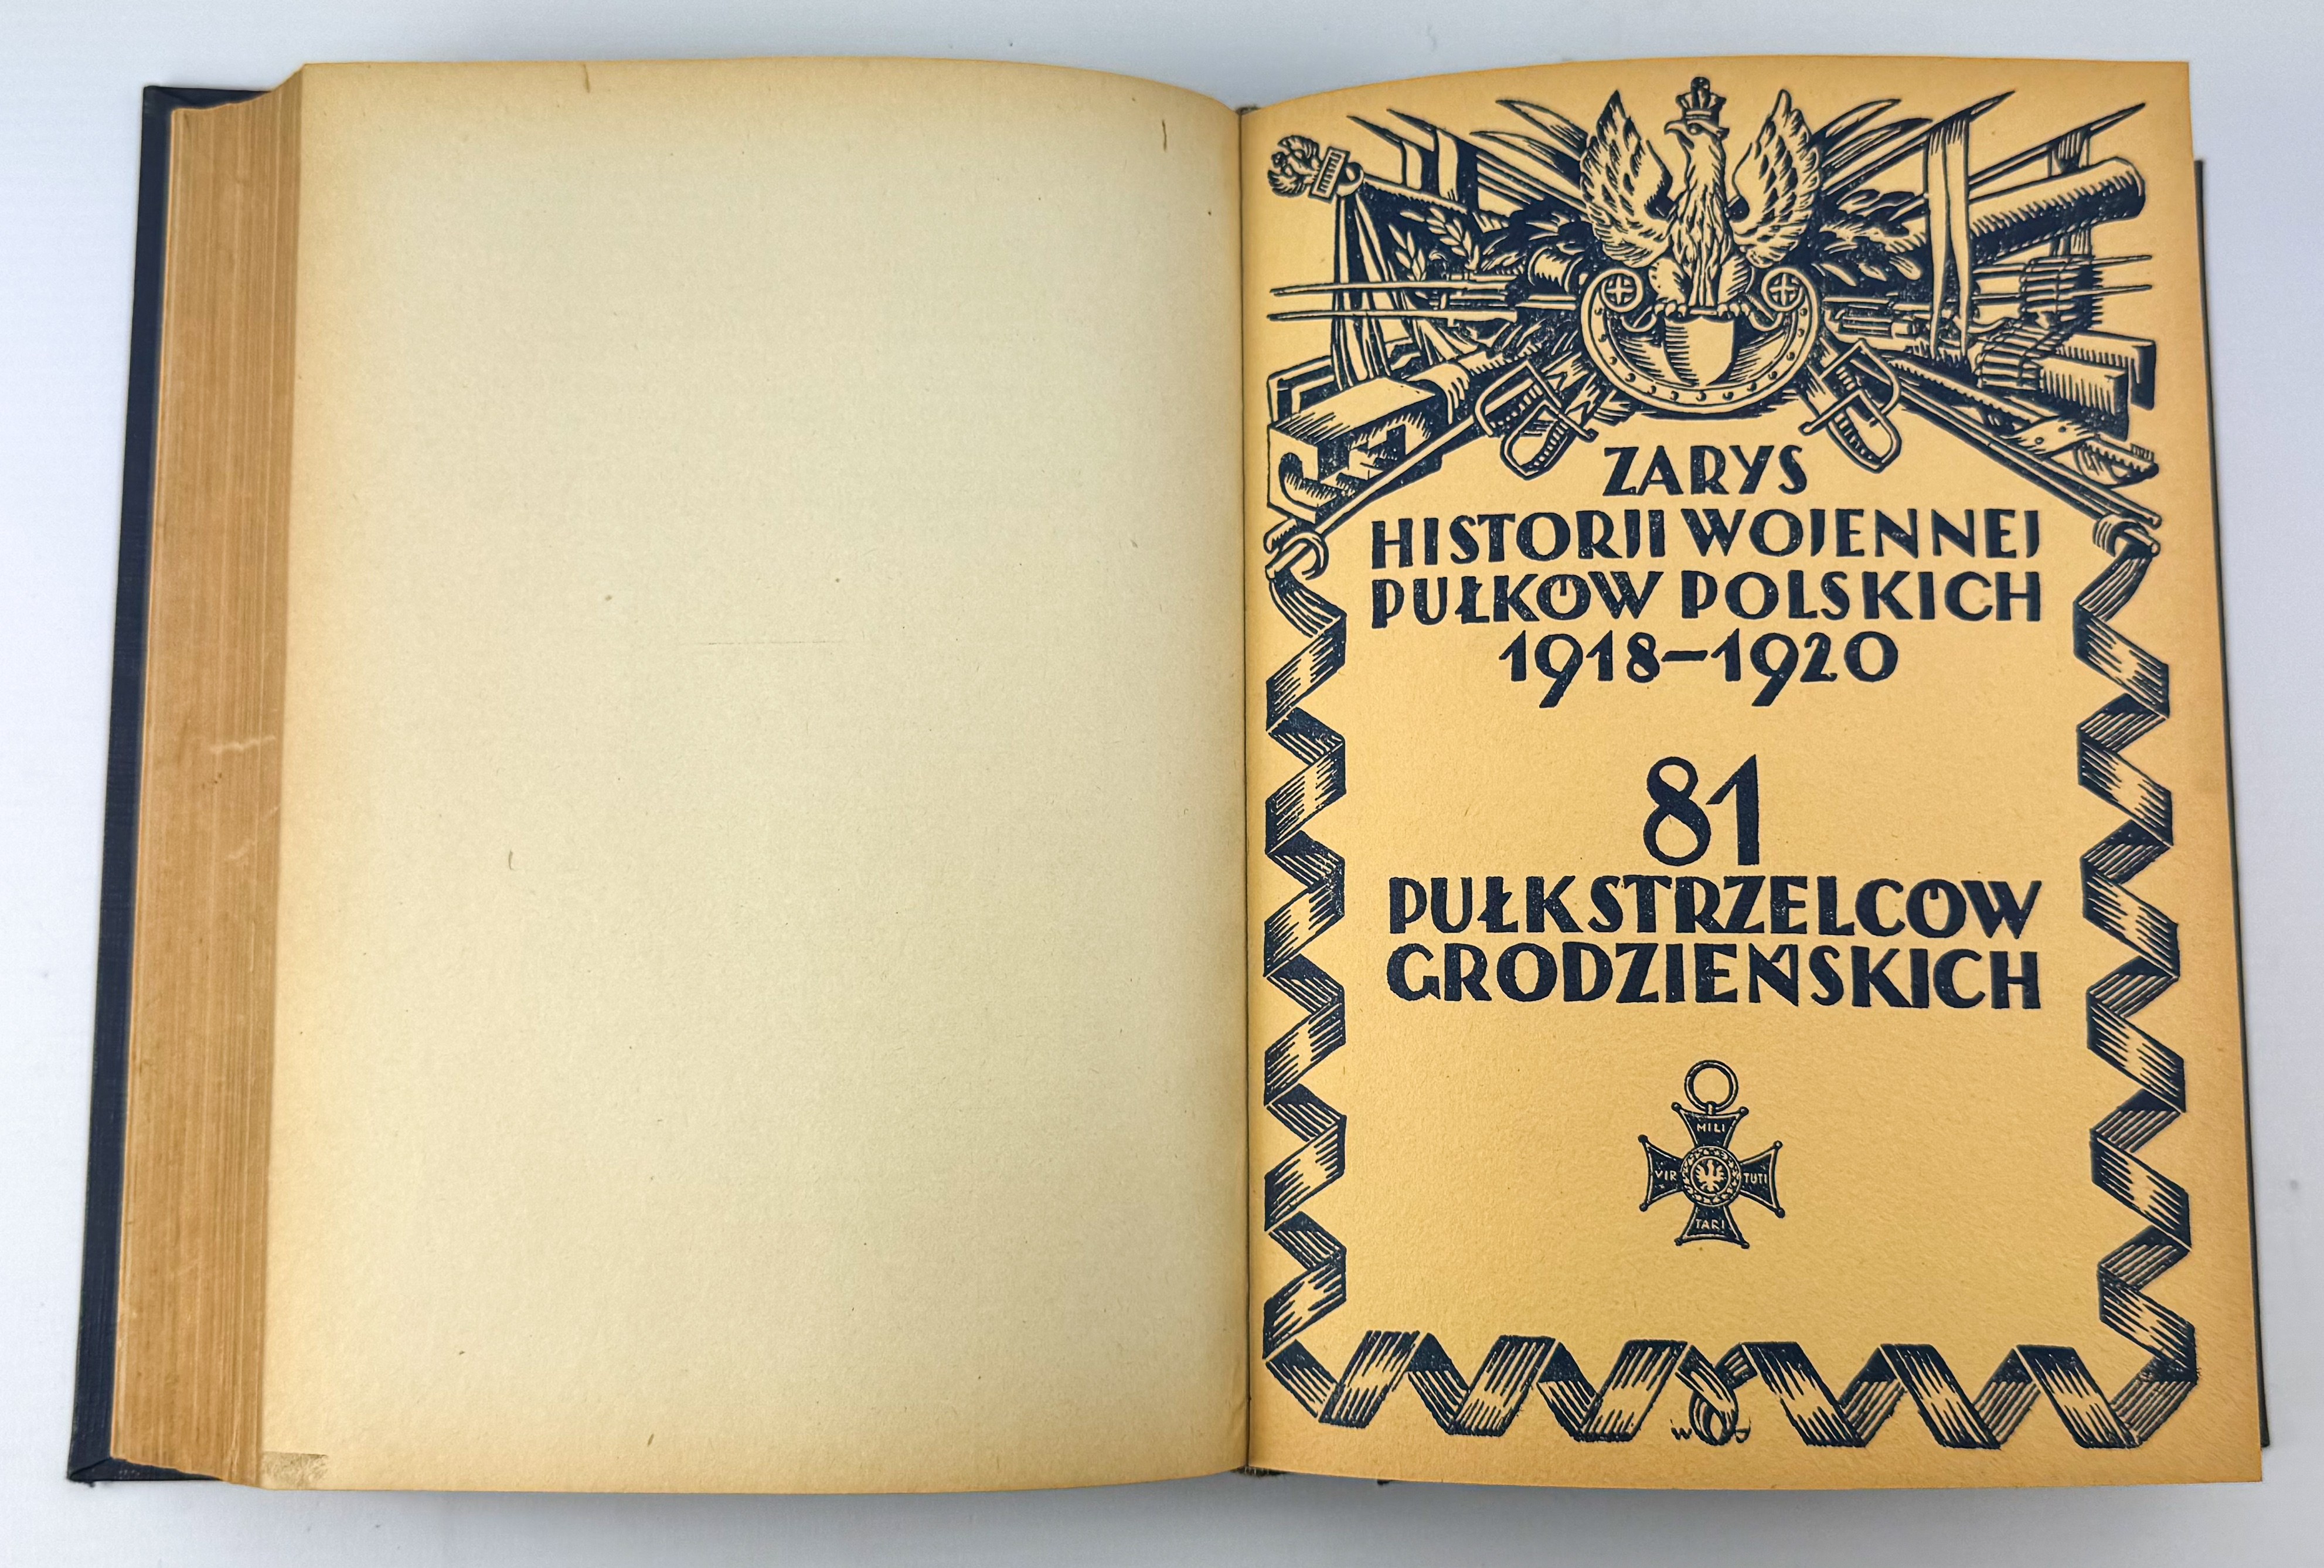 ZARYS
HISTORJI WOJENNEJ
PUŁKÓW POLSKICH
1918–1920
81
PUŁK STRZELCÓW
GRODZIEŃSKICH
MILI
VIR TUTI
TARI
W S